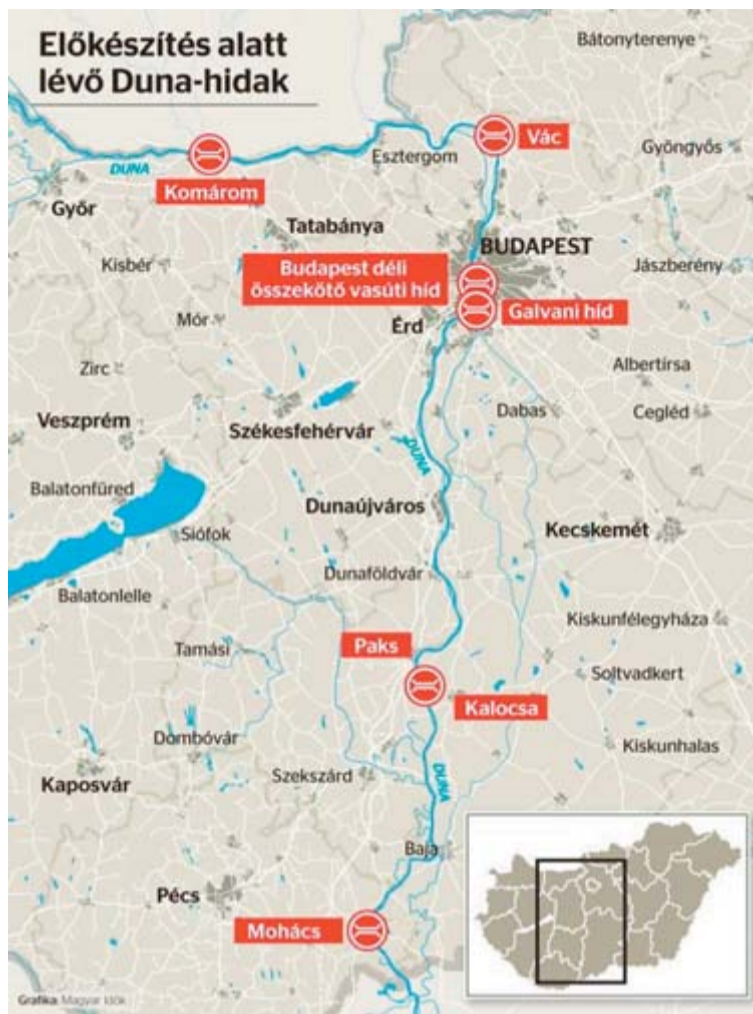 Előkészítés alatt
lévő Duna-hidak
Bátonyterenye
Vác
Esztergom
Gyöngyös
DUNA
Komárom
Győr
Tatabánya
BUDAPEST
Kisbér
Budapest déli
összekötő vasúti híd
Jászberény
Galvani híd
Mór
Érd
Zirc
Albertirsa
Veszprém
Székesfehérvár
Dabas
Cegléd
DUNA
Balatonfüred
Dunaújváros
Siófok
Kecskemét
Dunaföldvár
Balatonlelle
Kiskunfélegyháza
Tamási
Paks
Soltvadkert
Kalocsa
Dombóvár
Kiskunhalas
Szekszárd
Kaposvár
DUNA
Baja
Pécs
Mohács
Grafika: Magyar Idők